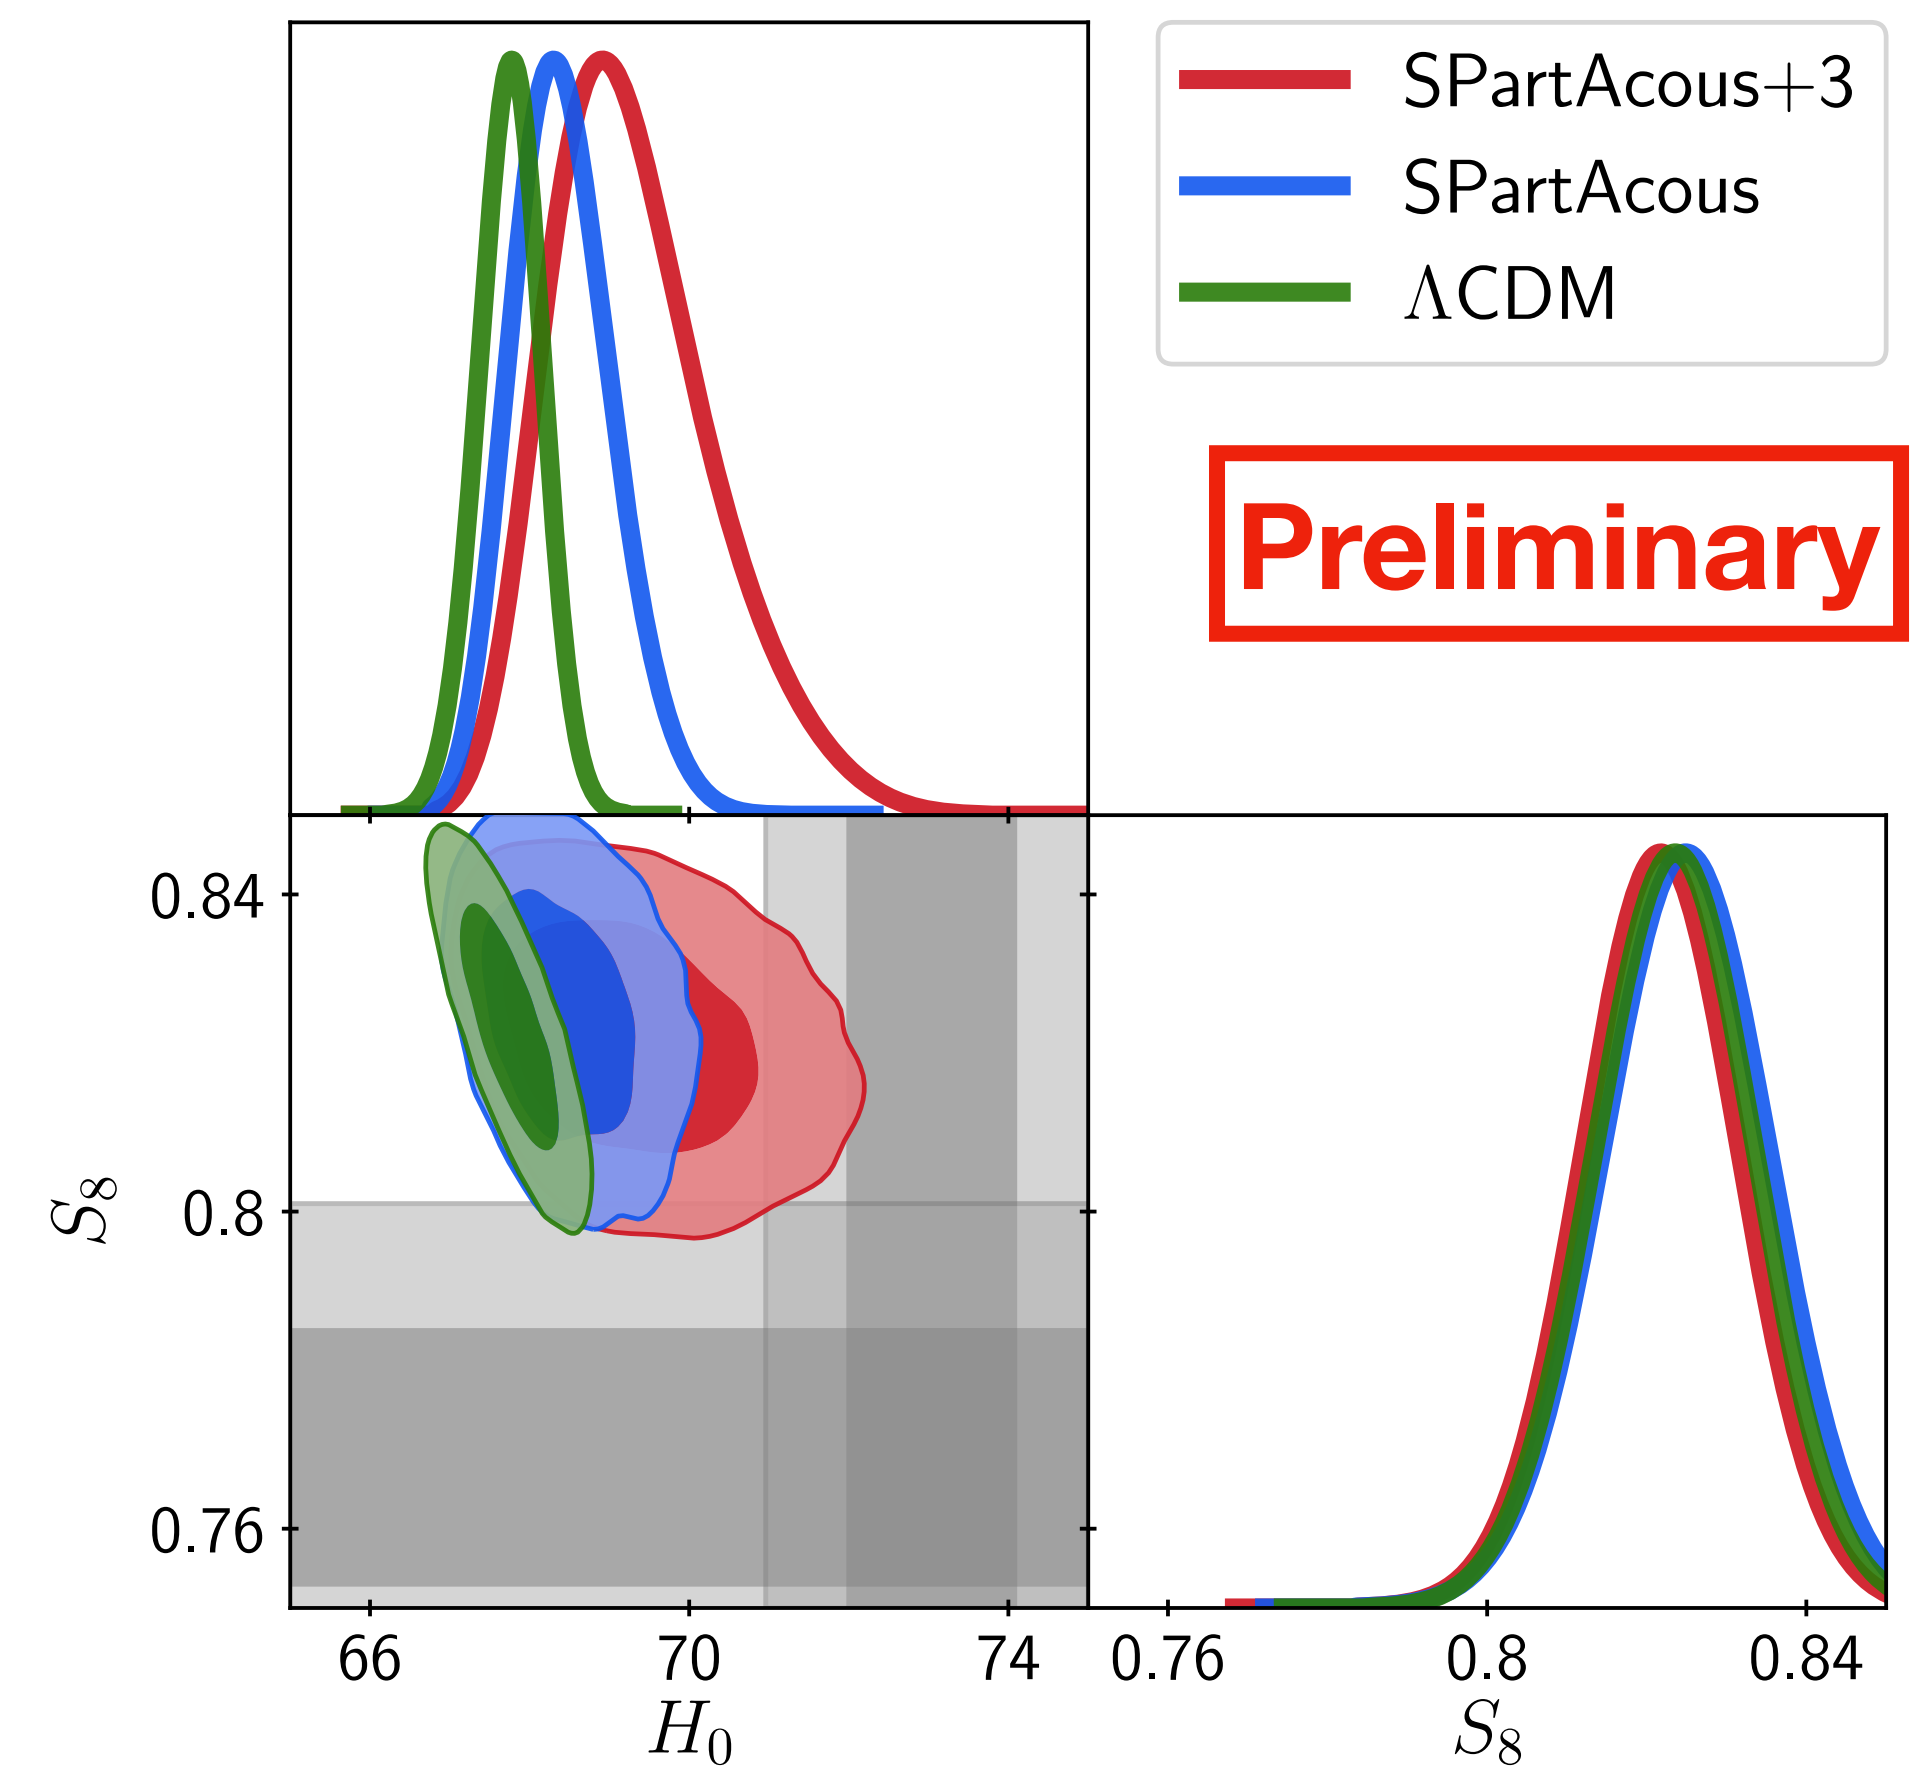 SPartAcous+3
SPartAcous
ΛCDM
Preliminary
0.84
0.8
0.76
S₈
66 70 74 0.76 0.8 0.84
H₀ S₈